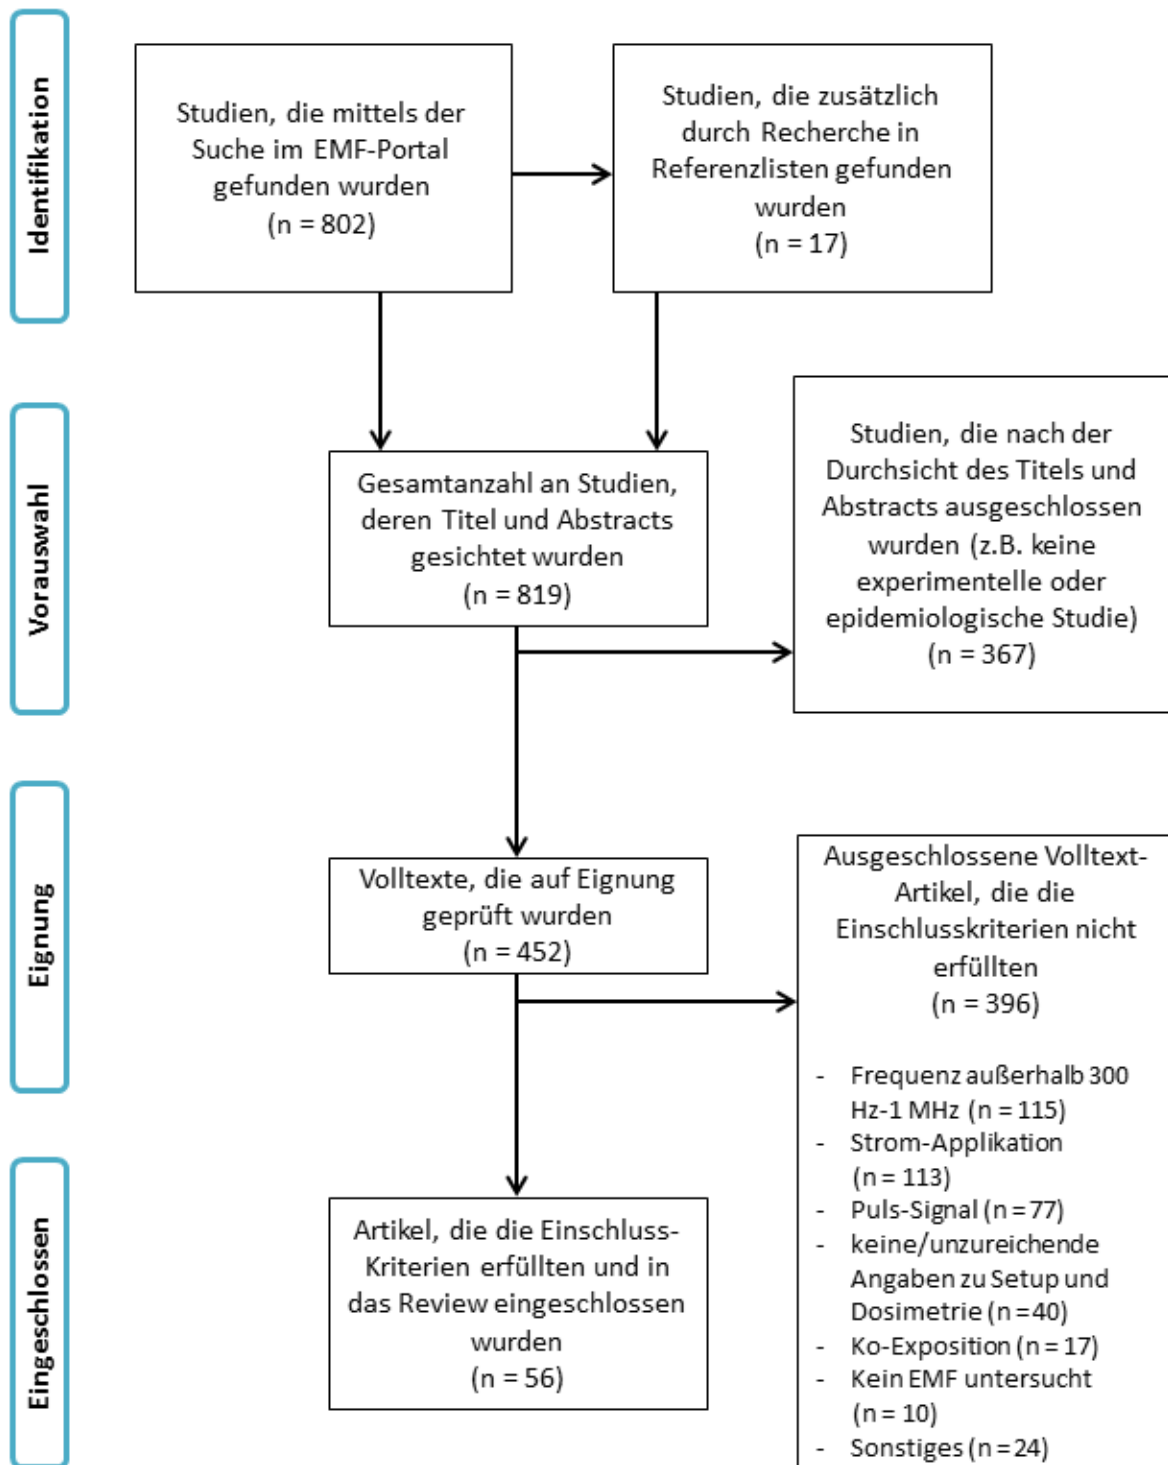 Identifikation
Studien, die mittels der
Suche im EMF-Portal
gefunden wurden
(n = 802)
Studien, die zusätzlich
durch Recherche in
Referenzlisten gefunden
wurden
(n = 17)
Vorauswahl
Gesamtanzahl an Studien,
deren Titel und Abstracts
gesichtet wurden
(n = 819)
Studien, die nach der
Durchsicht des Titels und
Abstracts ausgeschlossen
wurden (z.B. keine
experimentelle oder
epidemiologische Studie)
(n = 367)
Eignung
Volltexte, die auf Eignung
geprüft wurden
(n = 452)
Ausgeschlossene Volltext-
Artikel, die die
Einschlusskriterien nicht
erfüllten
(n = 396)
- Frequenz außerhalb 300
Hz-1 MHz (n = 115)
- Strom-Applikation
(n = 113)
- Puls-Signal (n = 77)
- keine/unzureichende
Angaben zu Setup und
Dosimetrie (n = 40)
- Ko-Exposition (n = 17)
- Kein EMF untersucht
(n = 10)
- Sonstiges (n = 24)
Eingeschlossen
Artikel, die die Einschluss-
Kriterien erfüllten und in
das Review eingeschlossen
wurden
(n = 56)